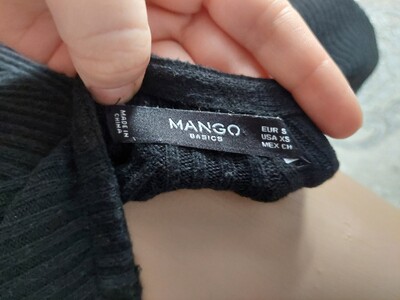 MADE IN
CHINA
MANGO
BASICS
EUR S
USA XS
MEX CH